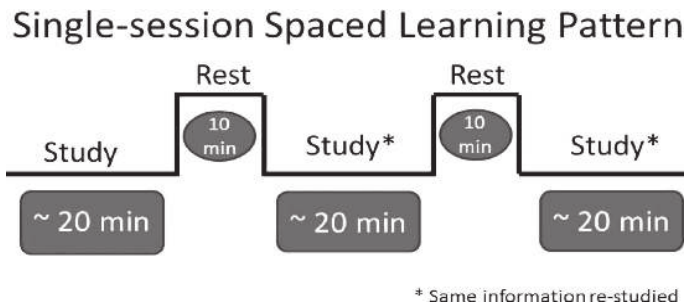 Single-session Spaced Learning Pattern
Rest
Rest
10
min
10
min
Study
Study*
Study*
~ 20 min
~ 20 min
~ 20 min
* Same information re-studied